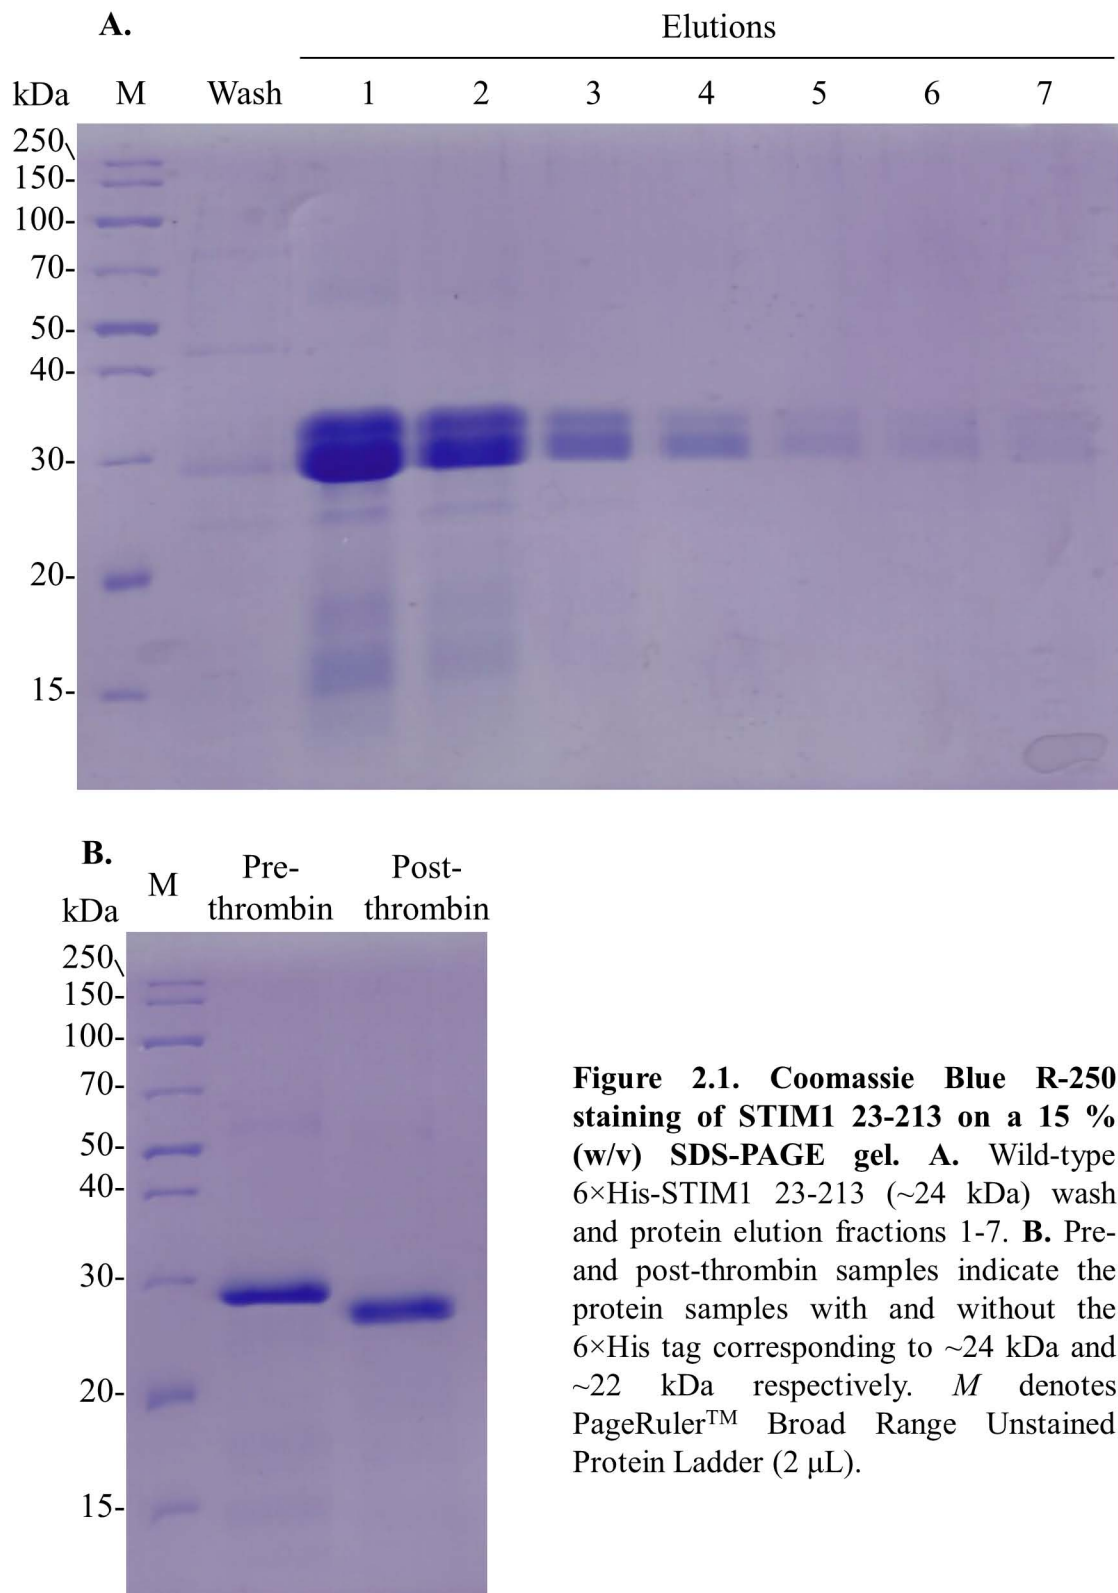 A.
Elutions
kDa M Wash 1 2 3 4 5 6 7
250\
150-
100-
70-
50-
40-
30-
20-
15-
B.
M Pre- Post-
kDa thrombin thrombin
250\
150-
100-
70-
50-
40-
30-
20-
15-
Figure 2.1. Coomassie Blue R-250
staining of STIM1 23-213 on a 15 %
(w/v) SDS-PAGE gel. A. Wild-type
6×His-STIM1 23-213 (~24 kDa) wash
and protein elution fractions 1-7. B. Pre-
and post-thrombin samples indicate the
protein samples with and without the
6×His tag corresponding to ~24 kDa and
~22 kDa respectively. M denotes
PageRuler™ Broad Range Unstained
Protein Ladder (2 μL).